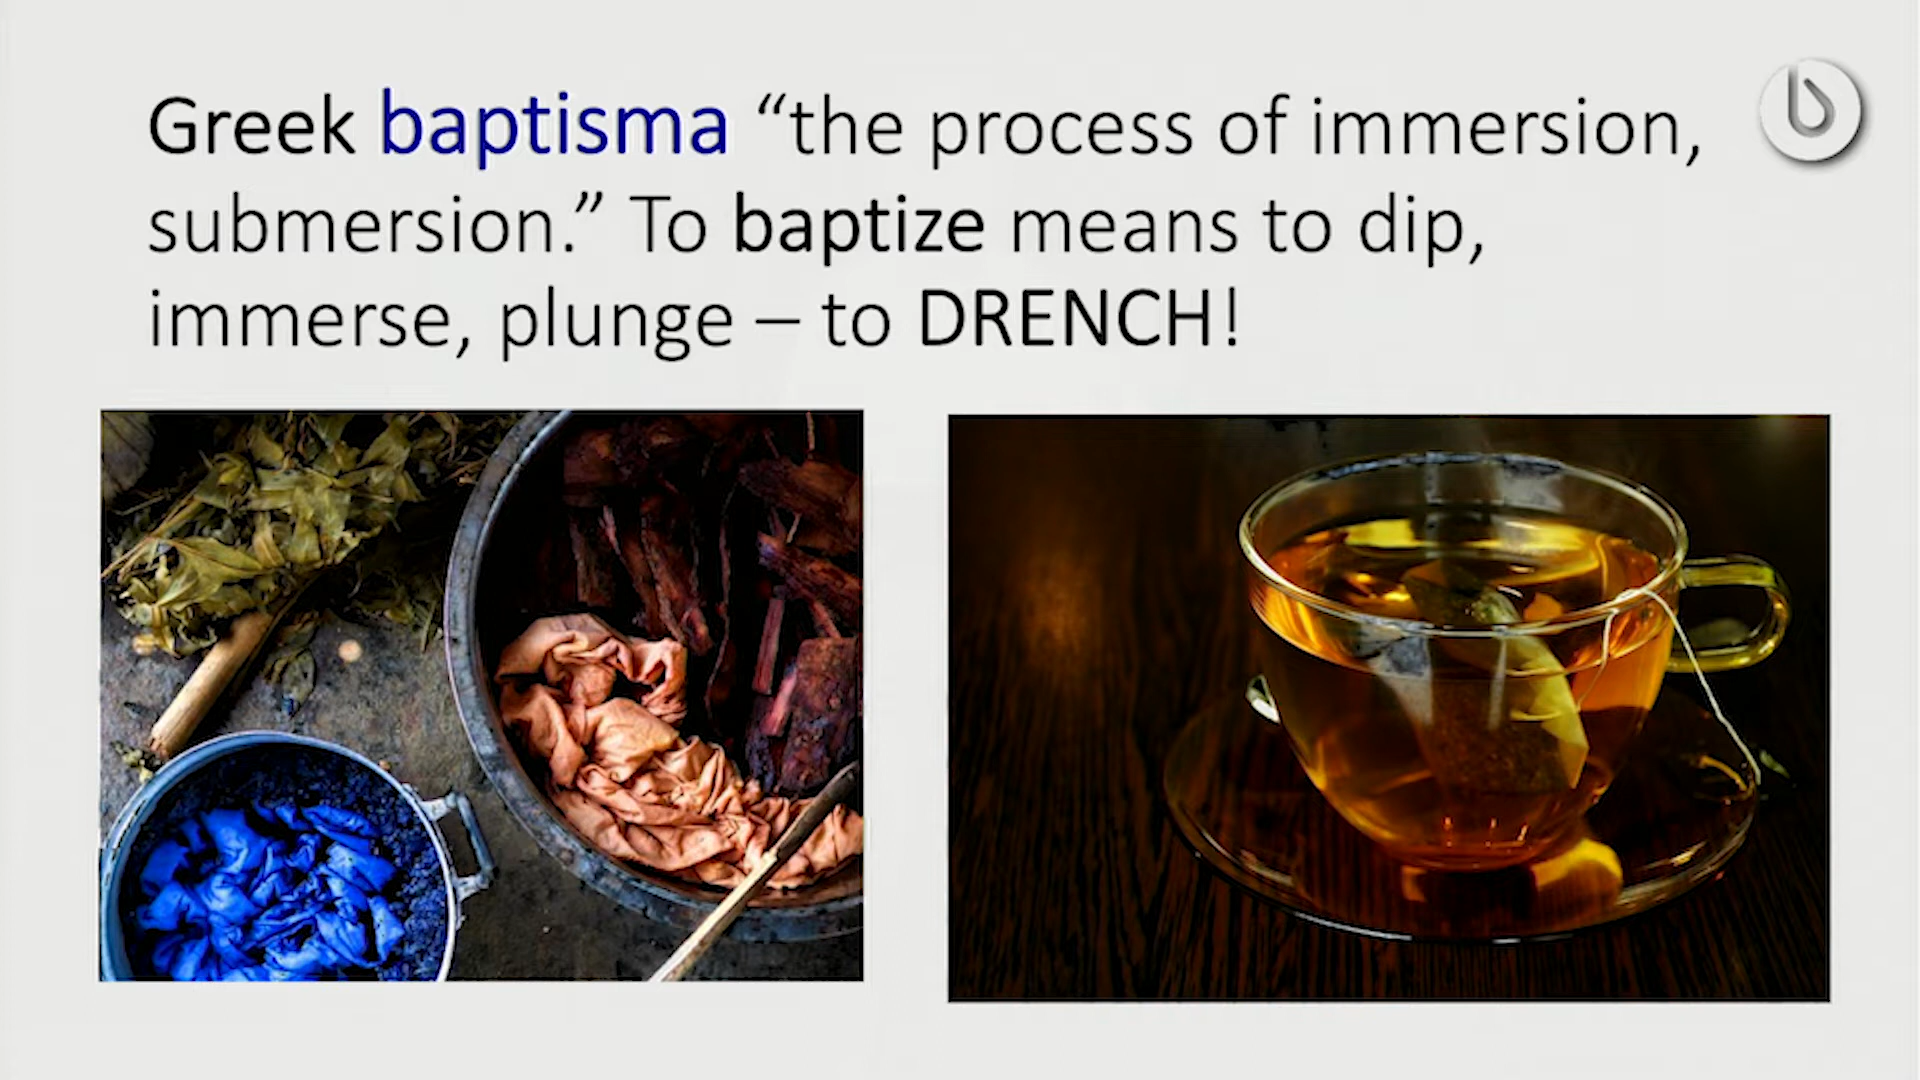 Greek baptisma “the process of immersion,
submersion.” To baptize means to dip,
immerse, plunge – to DRENCH!